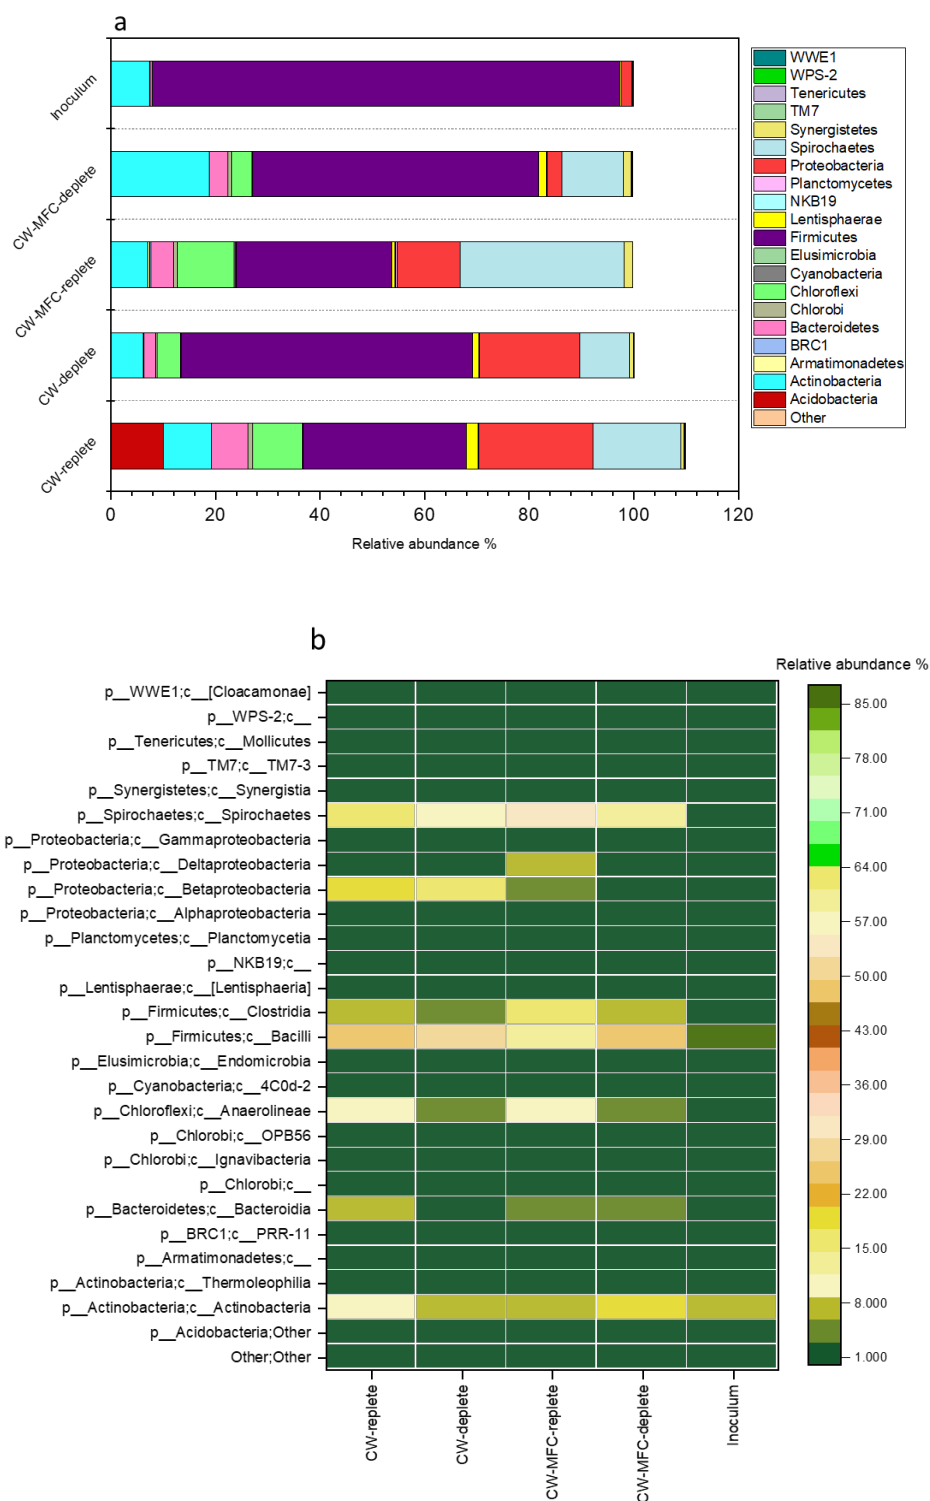 a
Inoculum
CW-MFC-deplete
CW-MFC-replete
CW-deplete
CW-replete
0 20 40 60 80 100 120
Relative abundance %
WWE1
WPS-2
Tenericutes
TM7
Synergistetes
Spirochaetes
Proteobacteria
Planctomycetes
NKB19
Lentisphaerae
Firmicutes
Elusimicrobia
Cyanobacteria
Chloroflexi
Chlorobi
Bacteroidetes
BRC1
Armatimonadetes
Actinobacteria
Acidobacteria
Other
b
Relative abundance %
p__WWE1;c__[Cloacamonae]
p__WPS-2;c__
p__Tenericutes;c__Mollicutes
p__TM7;c__TM7-3
p__Synergistetes;c__Synergistia
p__Spirochaetes;c__Spirochaetes
p__Proteobacteria;c__Gammaproteobacteria
p__Proteobacteria;c__Deltaproteobacteria
p__Proteobacteria;c__Betaproteobacteria
p__Proteobacteria;c__Alphaproteobacteria
p__Planctomycetes;c__Planctomycetia
p__NKB19;c__
p__Lentisphaerae;c__[Lentisphaeria]
p__Firmicutes;c__Clostridia
p__Firmicutes;c__Bacilli
p__Elusimicrobia;c__Endomicrobia
p__Cyanobacteria;c__4C0d-2
p__Chloroflexi;c__Anaerolineae
p__Chlorobi;c__OPB56
p__Chlorobi;c__Ignavibacteria
p__Chlorobi;c__
p__Bacteroidetes;c__Bacteroidia
p__BRC1;c__PRR-11
p__Armatimonadetes;c__
p__Actinobacteria;c__Thermoleophilia
p__Actinobacteria;c__Actinobacteria
p__Acidobacteria;Other
Other;Other
CW-replete
CW-deplete
CW-MFC-replete
CW-MFC-deplete
Inoculum
85.00
78.00
71.00
64.00
57.00
50.00
43.00
36.00
29.00
22.00
15.00
8.000
1.000